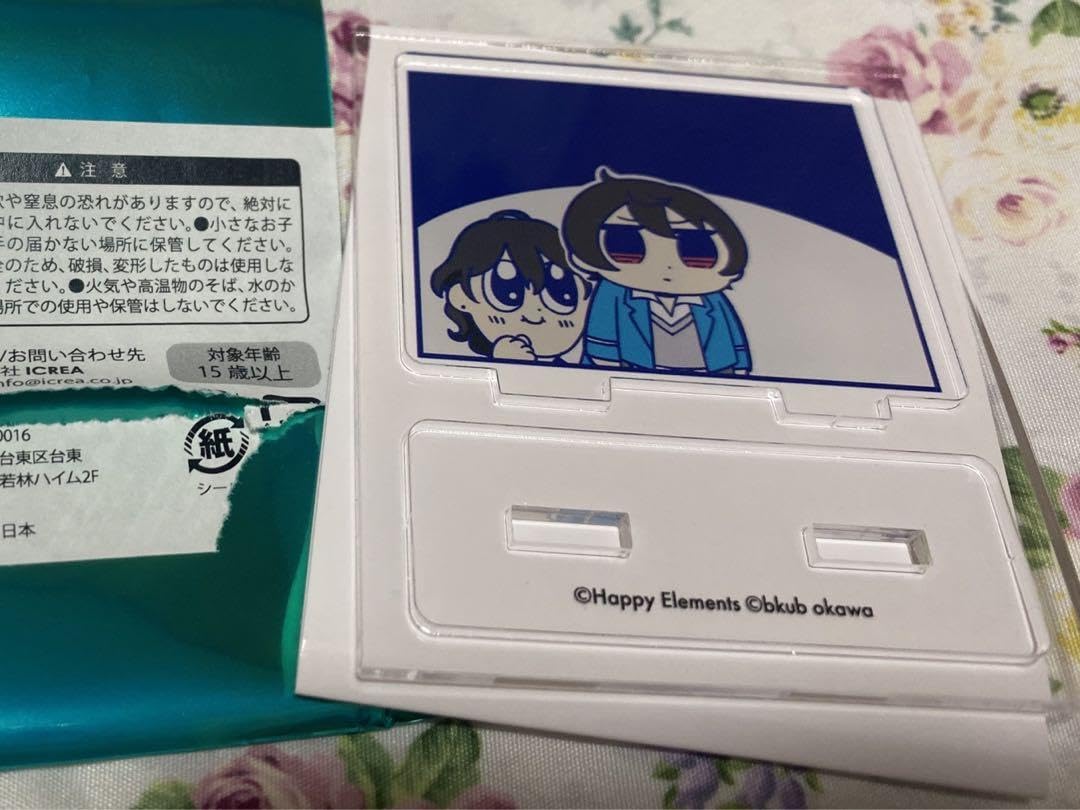 ⚠注意
や窒息の恐れがありますので、絶対に
に入れないでください。●小さなお子
の届かない場所に保管してください。
のため、破損、変形したものは使用しな
ださい。●火気や高温物のそば、水のか
場所での使用や保管はしないでください。
/お問い合わせ先
社 ICREA
nfo@icrea.co.jp
対象年齢
15 歳以上
0016
台東区台東
若林ハイム2F
紙
シー
日本
©Happy Elements ©bkub okawa